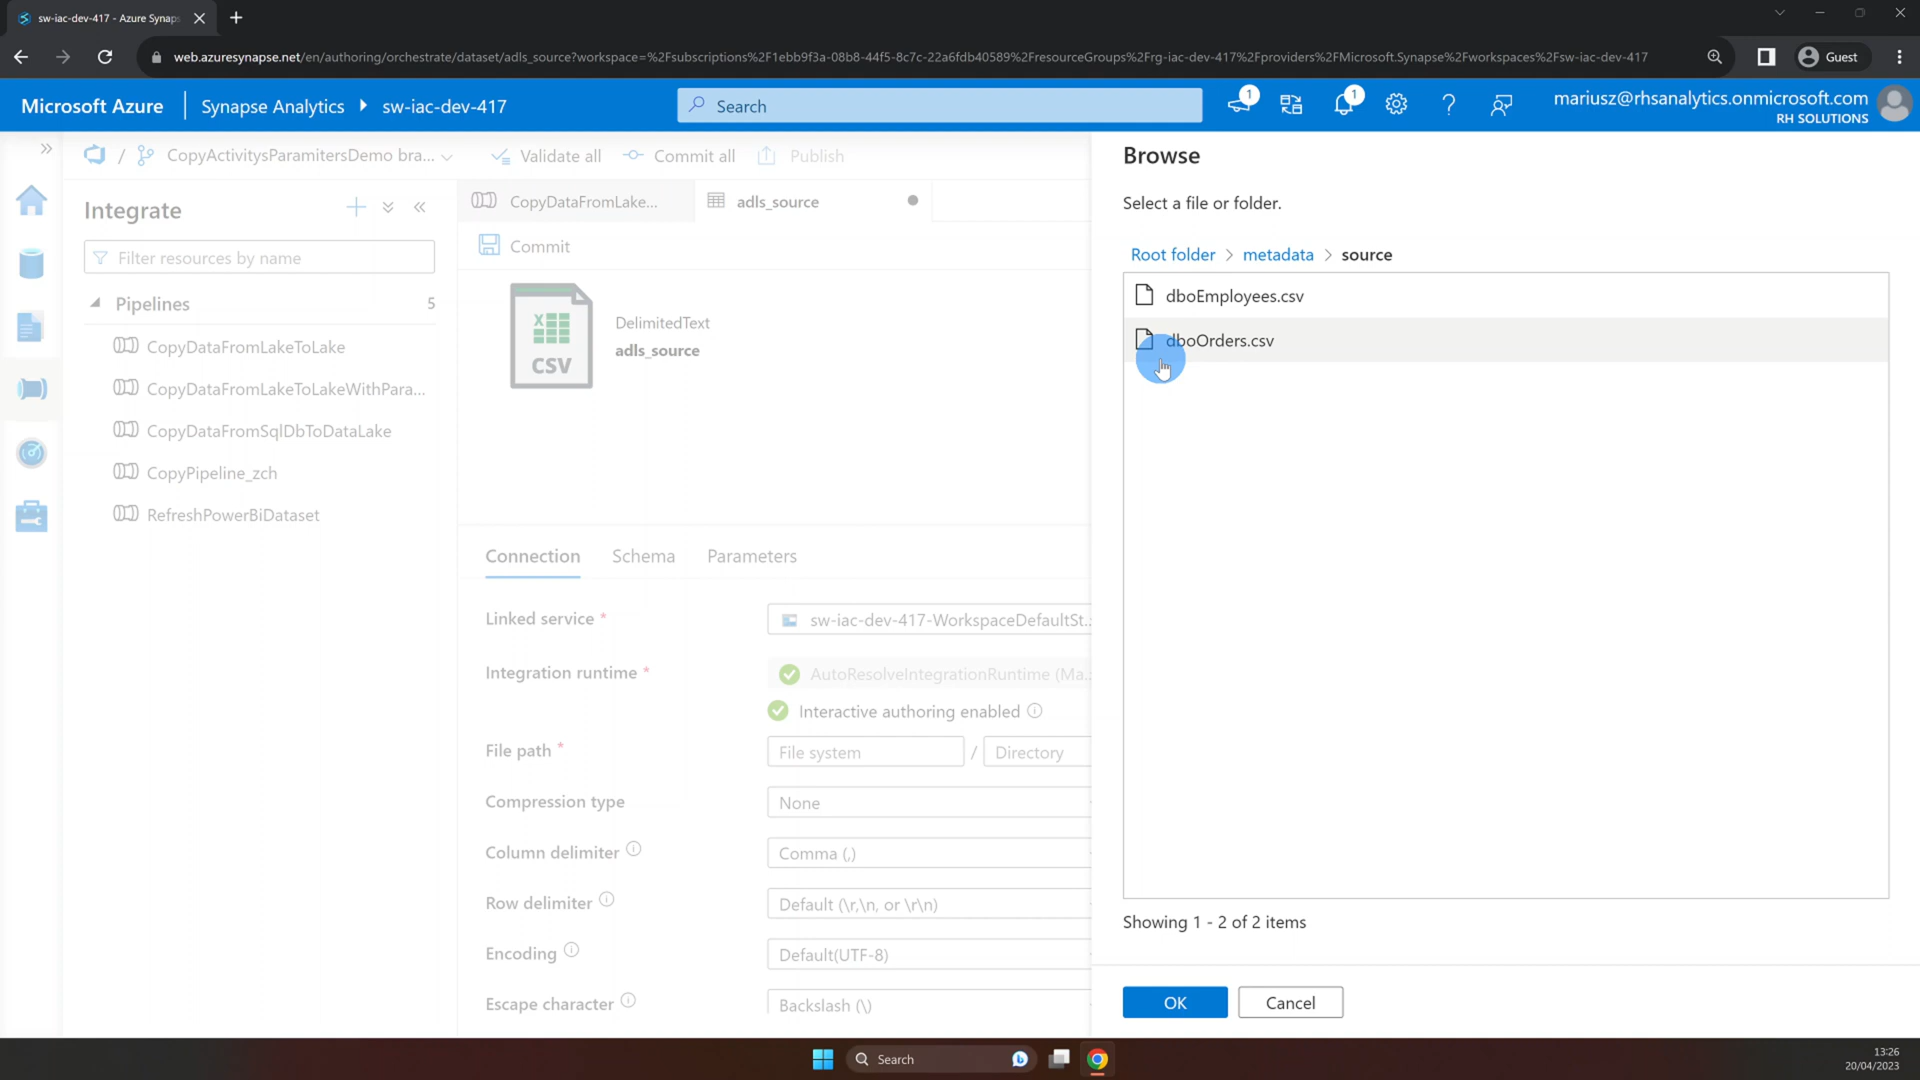 sw-iac-dev-417 - Azure Synaps
web.azuresynapse.net/en/authoring/orchestrate/dataset/adls_source?workspace=%2Fsubscriptions%2F1ebb9f3a-08b8-44f5-8c7c-22a6fdb40589%2FresourceGroups%2Frg-iac-dev-417%2Fproviders%2FMicrosoft.Synapse%2Fworkspaces%2Fsw-iac-dev-417
Guest
Microsoft Azure
Synapse Analytics
sw-iac-dev-417
Search
1
1
mariusz@rhsanalytics.onmicrosoft.com
RH SOLUTIONS
/
CopyActivitysParamitersDemo bra...
Validate all
Commit all
Publish
Integrate
Filter resources by name
Pipelines
5
CopyDataFromLakeToLake
CopyDataFromLakeToLakeWithPara...
CopyDataFromSqlDbToDataLake
CopyPipeline_zch
RefreshPowerBiDataset
CopyDataFromLake...
adls_source
Commit
CSV
DelimitedText
adls_source
Connection
Schema
Parameters
Linked service *
sw-iac-dev-417-WorkspaceDefaultSt...
Integration runtime *
AutoResolveIntegrationRuntime (Ma...
Interactive authoring enabled
File path *
File system
/
Directory
Compression type
None
Column delimiter
Comma (,)
Row delimiter
Default (\r,\n, or \r\n)
Encoding
Default(UTF-8)
Escape character
Backslash (\)
Browse
Select a file or folder.
Root folder > metadata > source
dboEmployees.csv
dboOrders.csv
Showing 1 - 2 of 2 items
OK
Cancel
Search
13:26
20/04/2023